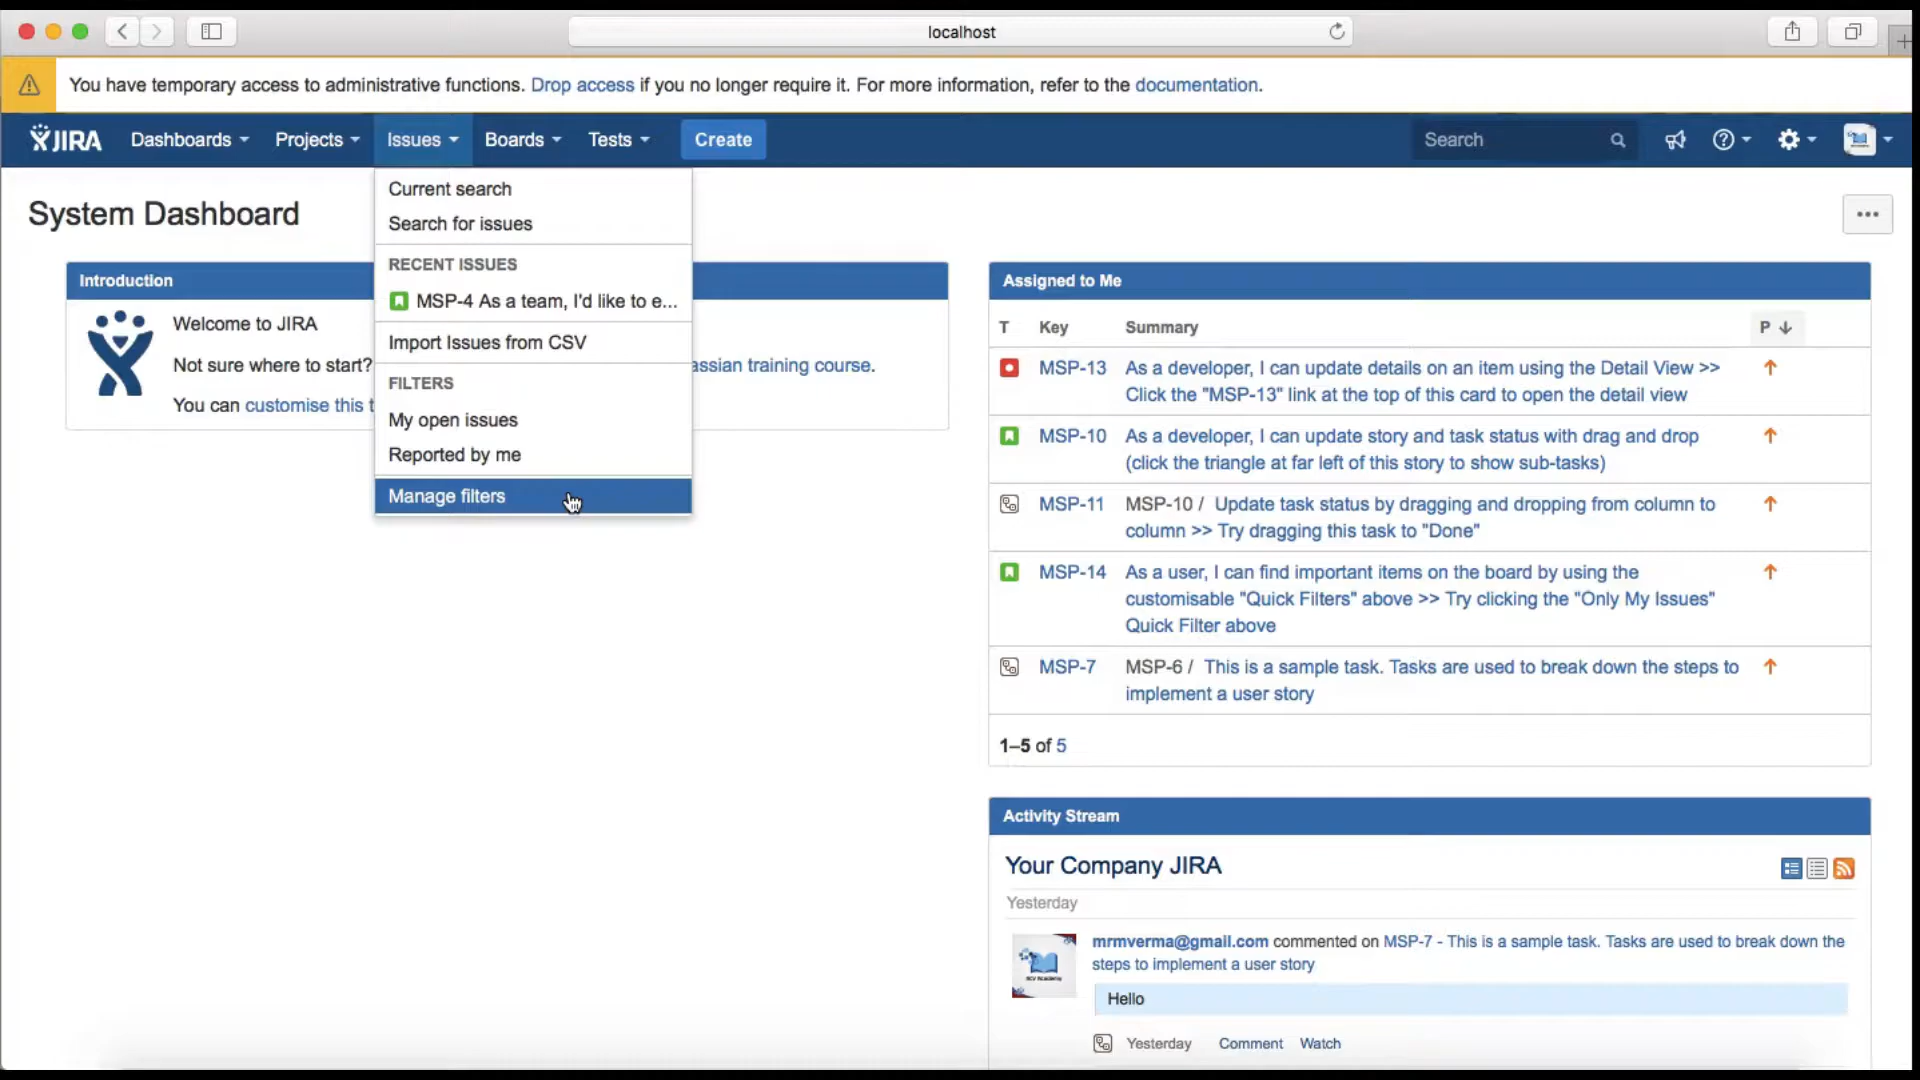 localhost
You have temporary access to administrative functions. Drop access if you no longer require it. For more information, refer to the documentation.
JIRA Dashboards Projects Issues Boards Tests Create Search
Current search
Search for issues
RECENT ISSUES
MSP-4 As a team, I'd like to e...
Import Issues from CSV
FILTERS
My open issues
Reported by me
Manage filters
System Dashboard
Introduction
Welcome to JIRA
Not sure where to start? assian training course.
You can customise this t
Assigned to Me
T Key Summary P
MSP-13 As a developer, I can update details on an item using the Detail View >>
Click the "MSP-13" link at the top of this card to open the detail view
MSP-10 As a developer, I can update story and task status with drag and drop
(click the triangle at far left of this story to show sub-tasks)
MSP-11 MSP-10 / Update task status by dragging and dropping from column to
column >> Try dragging this task to "Done"
MSP-14 As a user, I can find important items on the board by using the
customisable "Quick Filters" above >> Try clicking the "Only My Issues"
Quick Filter above
MSP-7 MSP-6 / This is a sample task. Tasks are used to break down the steps to
implement a user story
1–5 of 5
Activity Stream
Your Company JIRA
Yesterday
mrmverma@gmail.com commented on MSP-7 - This is a sample task. Tasks are used to break down the
steps to implement a user story
Hello
Yesterday Comment Watch